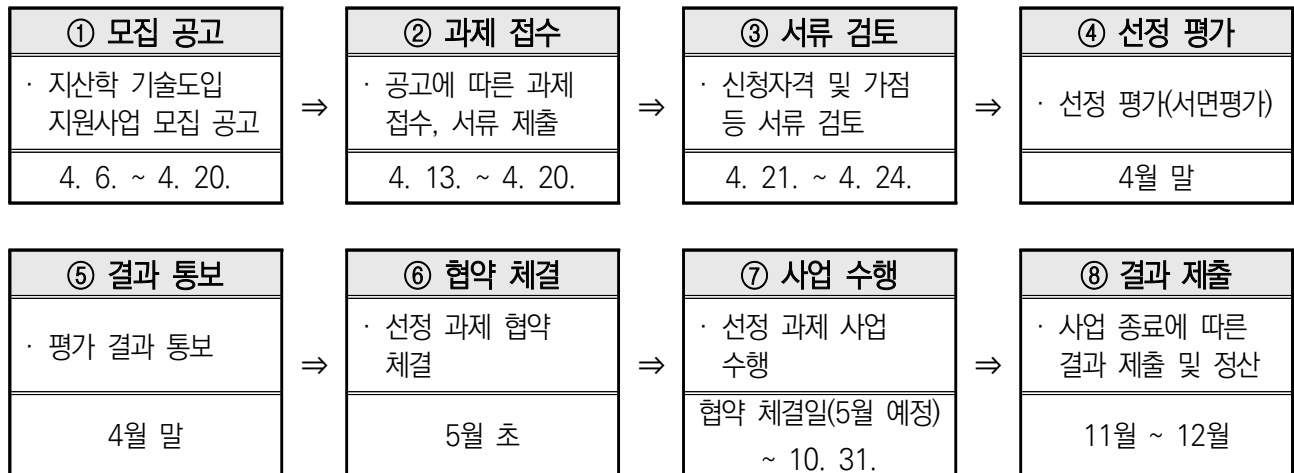 ① 모집 공고
· 지산학 기술도입
지원사업 모집 공고
4. 6. ~ 4. 20.
⇒
② 과제 접수
· 공고에 따른 과제
접수, 서류 제출
4. 13. ~ 4. 20.
⇒
③ 서류 검토
· 신청자격 및 가점
등 서류 검토
4. 21. ~ 4. 24.
⇒
④ 선정 평가
· 선정 평가(서면평가)
4월 말
⑤ 결과 통보
· 평가 결과 통보
4월 말
⇒
⑥ 협약 체결
· 선정 과제 협약
체결
5월 초
⇒
⑦ 사업 수행
· 선정 과제 사업
수행
협약 체결일(5월 예정)
~ 10. 31.
⇒
⑧ 결과 제출
· 사업 종료에 따른
결과 제출 및 정산
11월 ~ 12월